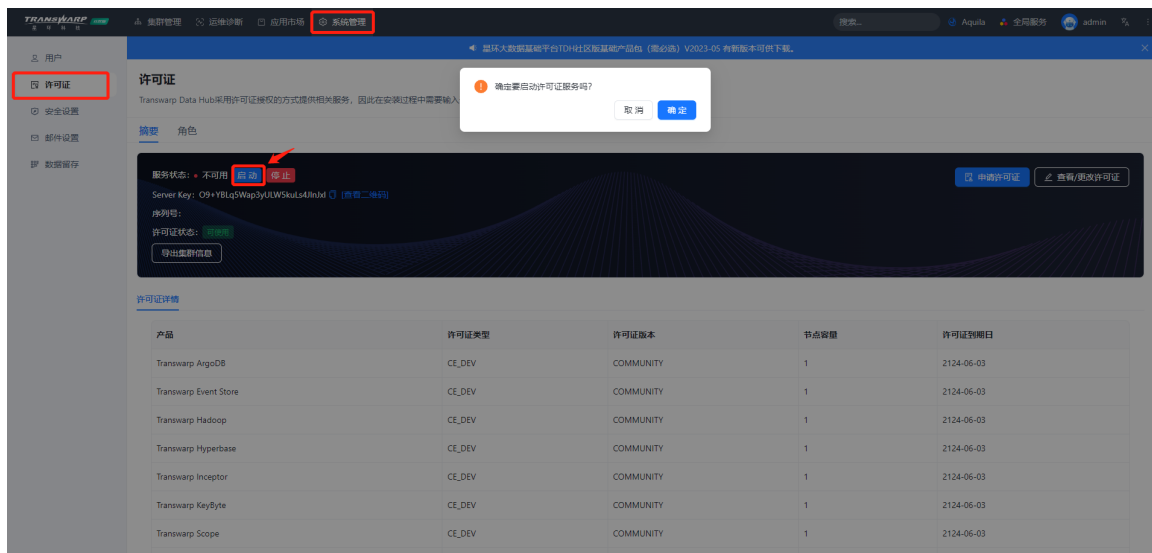 TRANSWARP 集群管理 运维诊断 应用市场 系统管理 搜索... Aquila 全局服务 admin
星环科技
星环大数据基础平台TDH社区版基础产品包（需必选）V2023-05 有新版本可供下载。
用户
许可证
安全设置
邮件设置
数据留存
许可证
Transwarp Data Hub采用许可证授权的方式提供相关服务，因此在安装过程中需要输入
确定要启动许可证服务吗?
取 消 确 定
摘要 角色
服务状态: 不可用 启 动 停 止
申请许可证 查看/更改许可证
(查看二维码)
序列号:
许可证状态: 可使用
导出集群信息
许可证详情
产品 许可证类型 许可证版本 节点容量 许可证到期日
Transwarp ArgoDB CE_DEV COMMUNITY 1 2124-06-03
Transwarp Event Store CE_DEV COMMUNITY 1 2124-06-03
Transwarp Hadoop CE_DEV COMMUNITY 1 2124-06-03
Transwarp Hyperbase CE_DEV COMMUNITY 1 2124-06-03
Transwarp Inceptor CE_DEV COMMUNITY 1 2124-06-03
Transwarp KeyByte CE_DEV COMMUNITY 1 2124-06-03
Transwarp Scope CE_DEV COMMUNITY 1 2124-06-03